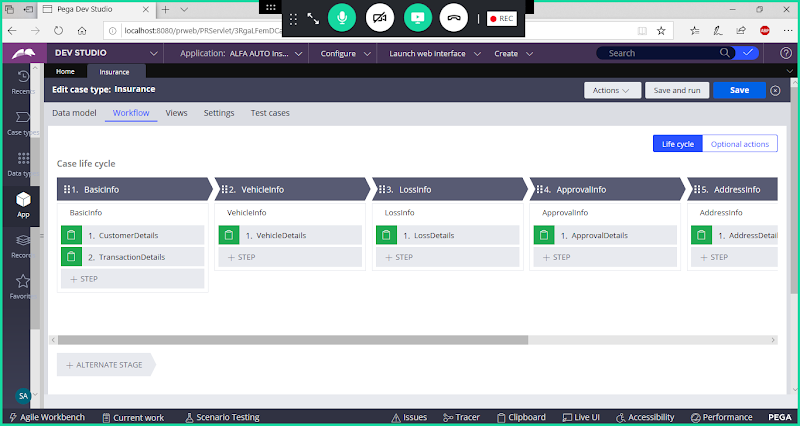 Pega Dev Studio
localhost:8080/prweb/PRServlet/3RgaLFemDCa
REC
ABP
DEV STUDIO
Application: ALFA AUTO Ins...
Configure
Launch web interface
Create
Search
Home
Insurance
Edit case type: Insurance
Actions
Save and run
Save
Data model
Workflow
Views
Settings
Test cases
Life cycle
Optional actions
Case life cycle
1. BasicInfo
2. VehicleInfo
3. LossInfo
4. ApprovalInfo
5. AddressInfo
BasicInfo
VehicleInfo
LossInfo
ApprovalInfo
AddressInfo
1. CustomerDetails
1. VehicleDetails
1. LossDetails
1. ApprovalDetails
1. AddressDetail
2. TransactionDetails
+ STEP
+ STEP
+ STEP
+ STEP
+ STEP
+ ALTERNATE STAGE
Recent
Case types
Data typ
App
Record
Favorit
SA
Agile Workbench
Current work
Scenario Testing
Issues
Tracer
Clipboard
Live UI
Accessibility
Performance
PEGA